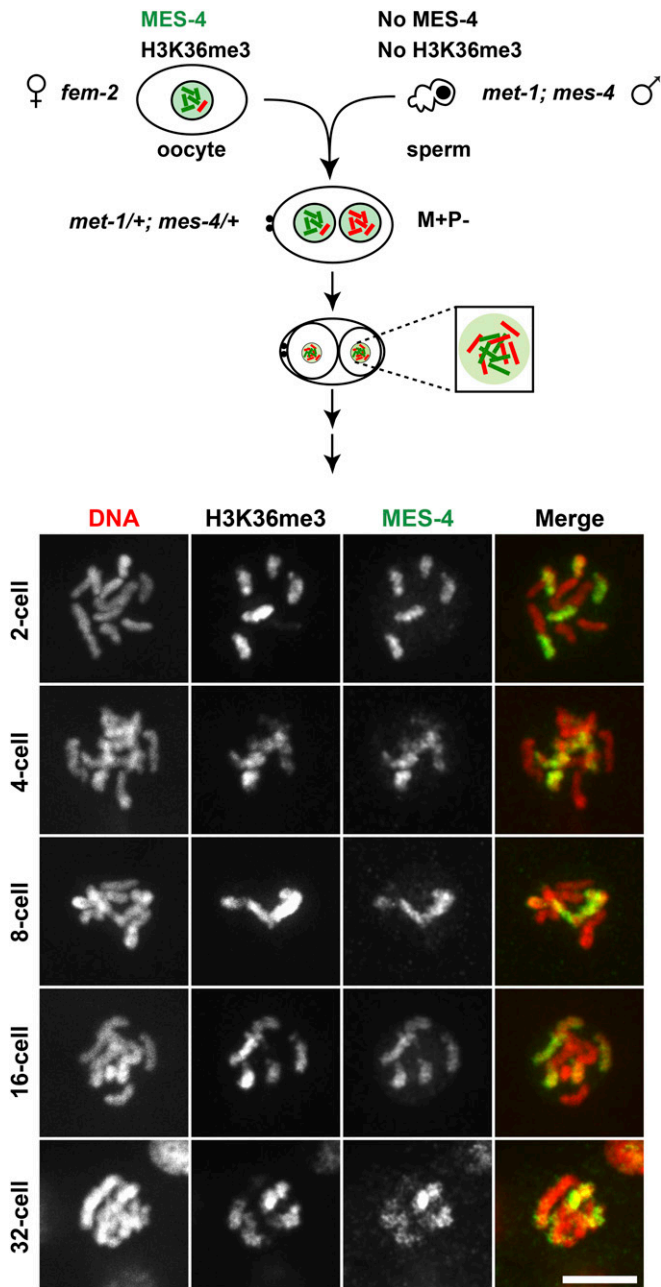 MES-4
H3K36me3
No MES-4
No H3K36me3
♀ fem-2
met-1; mes-4 ♂
oocyte
sperm
met-1/+; mes-4/+
M+P-
DNA
H3K36me3
MES-4
Merge
2-cell
4-cell
8-cell
16-cell
32-cell